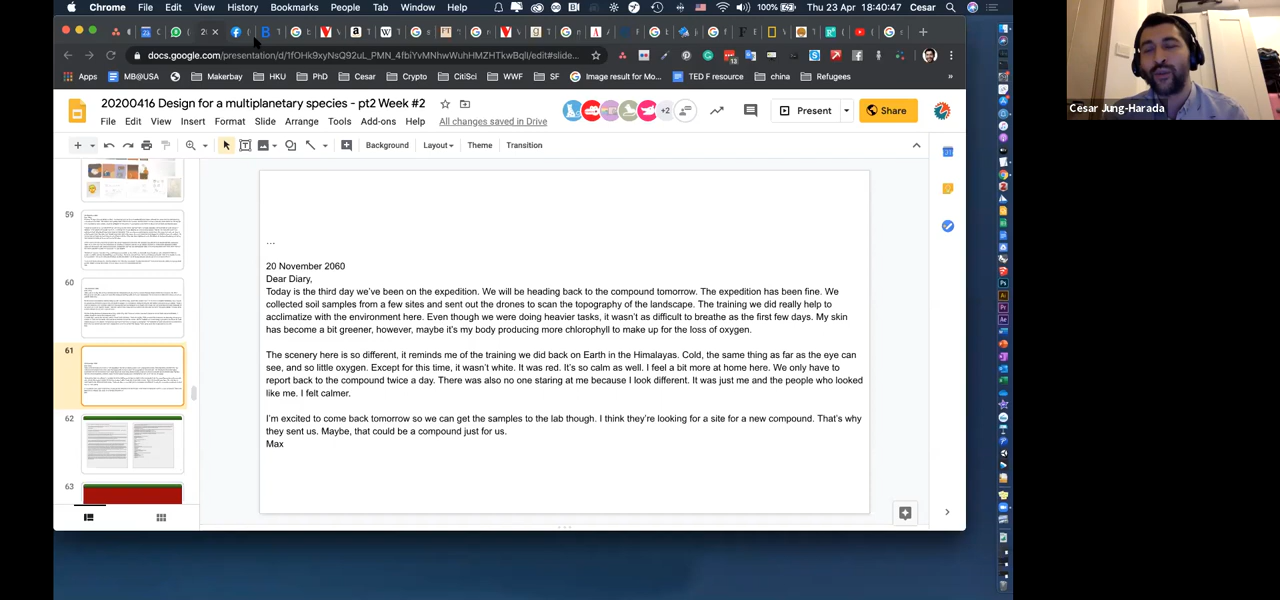 Chrome File Edit View History Bookmarks People Tab Window Help
100% Thu 23 Apr 18:40:47 Cesar
docs.google.com/presentation/d/
Apps MB@USA Makerbay HKU PhD Cesar Crypto CitiSci WWF SF Image result for Mo... TED F resource china Refugees »
20200416 Design for a multiplanetary species - pt2 Week #2
+2 Present Share
File Edit View Insert Format Slide Arrange Tools Add-ons Help All changes saved in Drive
Background Layout Theme Transition
59
60
61
62
63
...
20 November 2060
Dear Diary,
Today is the third day we've been on the expedition. We will be heading back to the compound tomorrow. The expedition has been fine. We
collected soil samples from a few sites and sent out the drones to scan the topography of the landscape. The training we did really help to
acclimate with the environment here. Even though we were doing heavier tasks, it wasn't as difficult to breathe as the first few days. My skin
has become a bit greener, however, maybe it's my body producing more chlorophyll to make up for the loss of oxygen.
The scenery here is so different, it reminds me of the training we did back on Earth in the Himalayas. Cold, the same thing as far as the eye can
see, and so little oxygen. Except for this time, it wasn't white. It was red. It's so calm as well. I feel a bit more at home here. We only have to
report back to the compound twice a day. There was also no one staring at me because I look different. It was just me and the people who looked
like me. I felt calmer.
I'm excited to come back tomorrow so we can get the samples to the lab though. I think they're looking for a site for a new compound. That's why
they sent us. Maybe, that could be a compound just for us.
Max
Cesar Jung-Harada